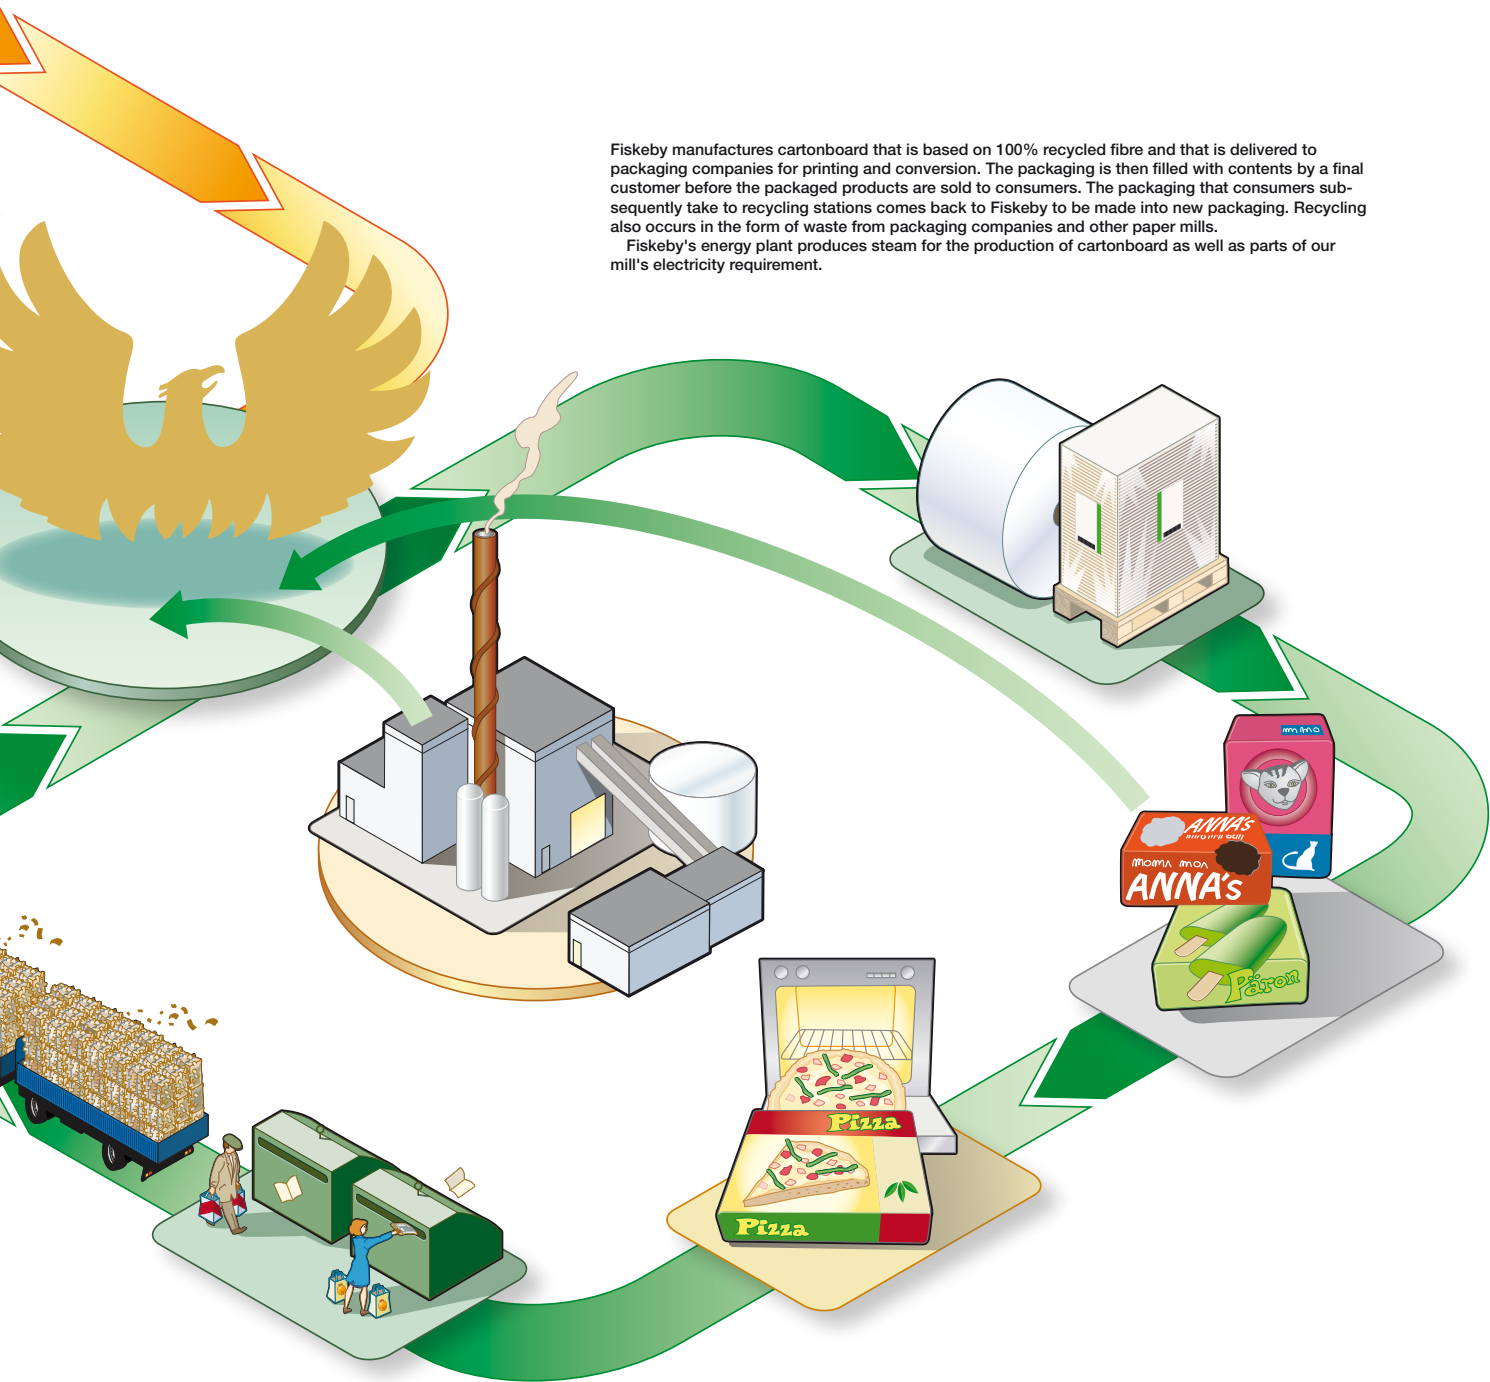 Fiskeby manufactures cartonboard that is based on 100% recycled fibre and that is delivered to
packaging companies for printing and conversion. The packaging is then filled with contents by a final
customer before the packaged products are sold to consumers. The packaging that consumers sub-
sequently take to recycling stations comes back to Fiskeby to be made into new packaging. Recycling
also occurs in the form of waste from packaging companies and other paper mills.
Fiskeby's energy plant produces steam for the production of cartonboard as well as parts of our
mill's electricity requirement.
ANNA's
ANNA's
Päron
Pizza
Pizza